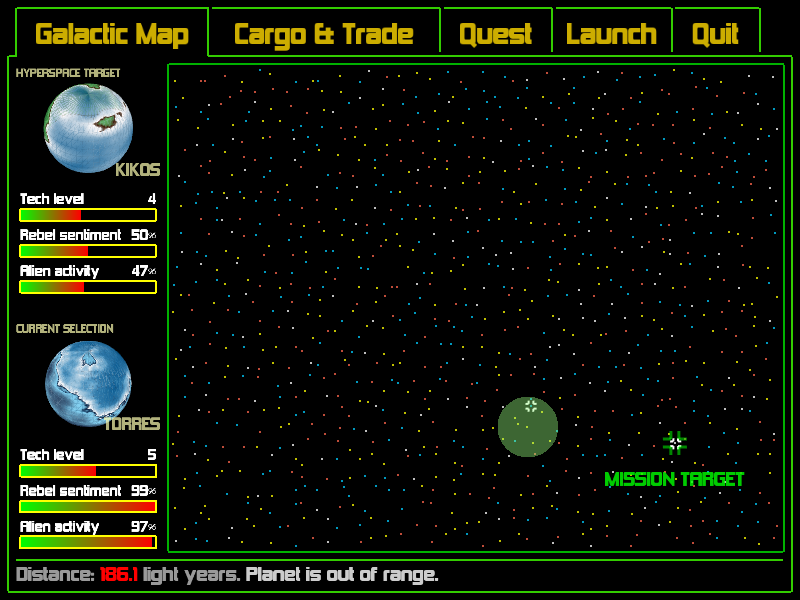 Galactic Map Cargo & Trade Quest Launch Quit
HYPERSPACE TARGET
KIKOS
Tech level 4
Rebel sentiment 50%
Alien activity 47%
CURRENT SELECTION
TORRES
Tech level 5
Rebel sentiment 99%
Alien activity 97%
MISSION TARGET
Distance: 186.1 light years. Planet is out of range.